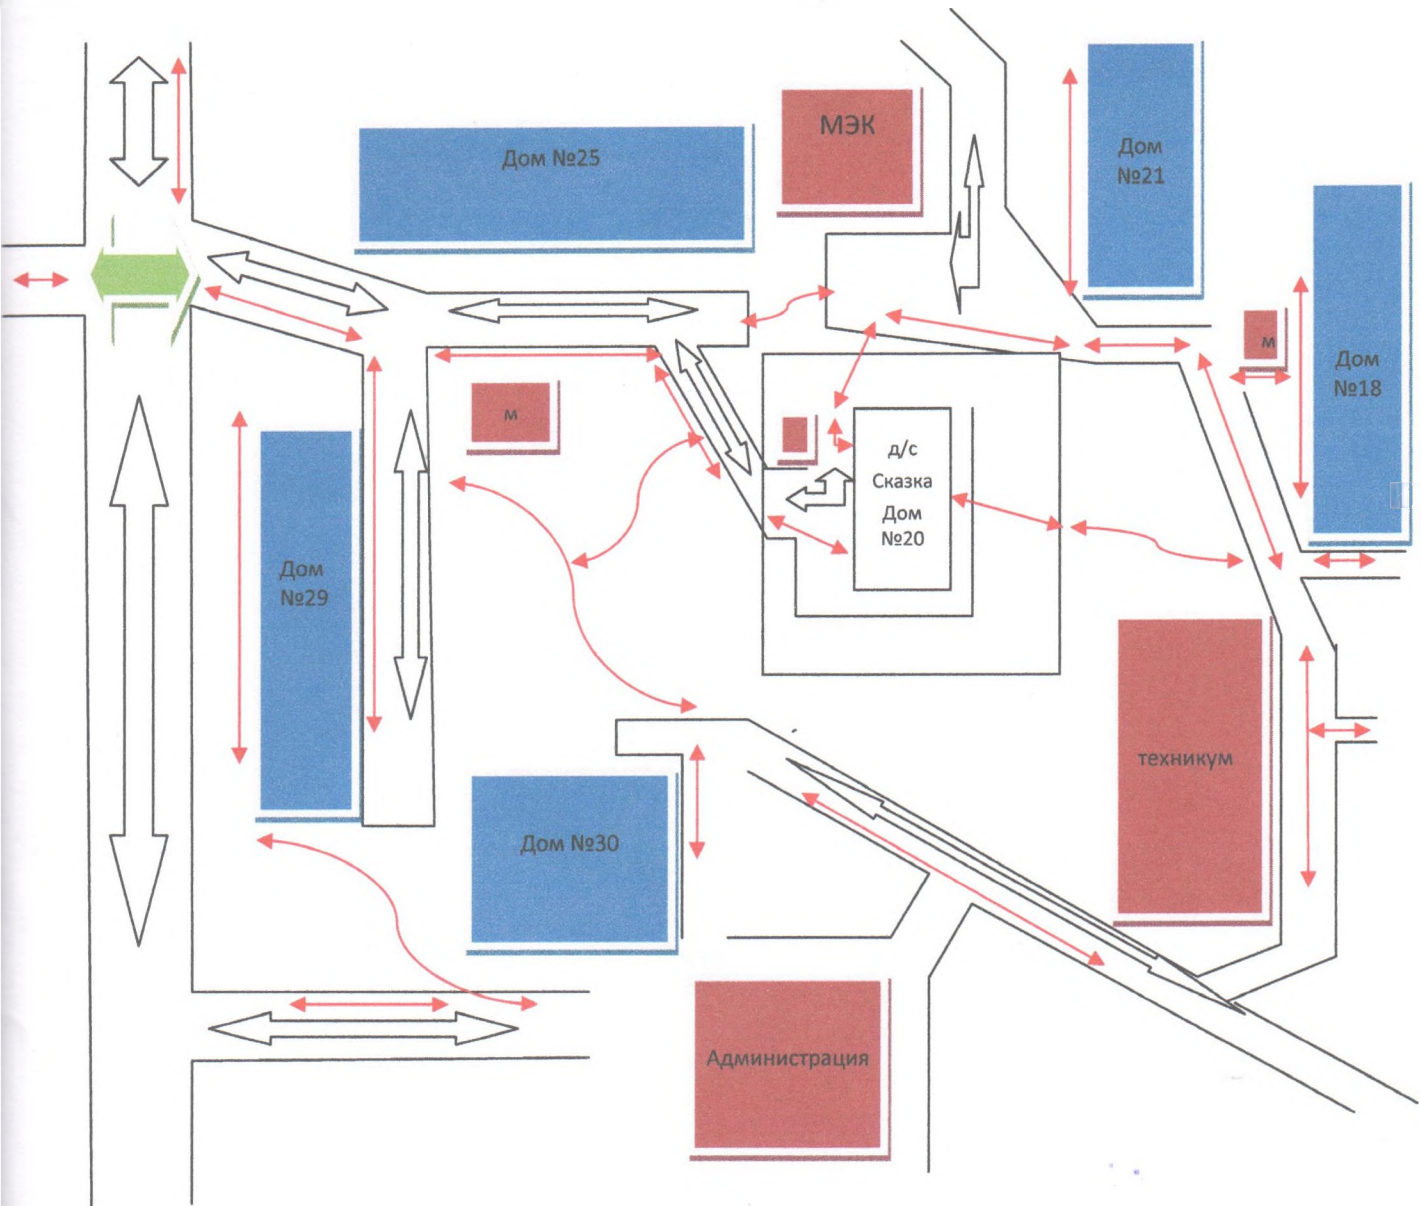 МЭК
Дом №25
Дом
№21
м
Дом
№18
м
д/с
Сказка
Дом
№20
Дом
№29
техникум
Дом №30
Администрация